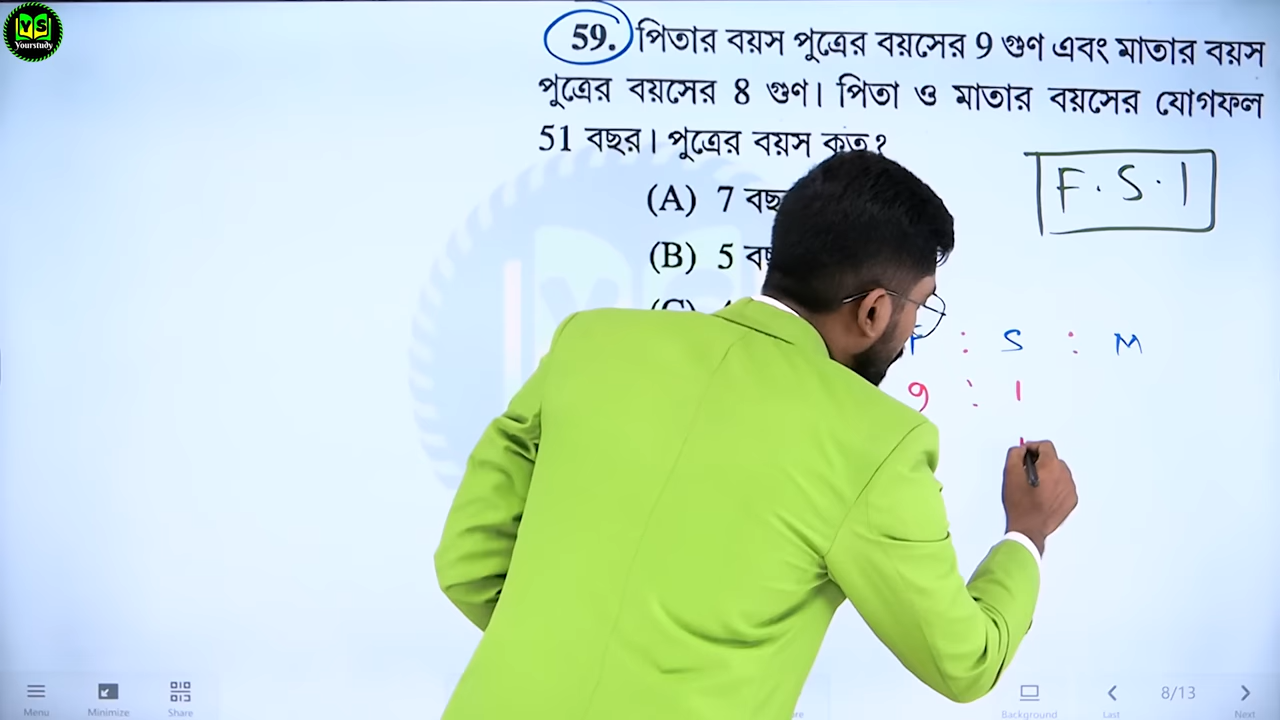 YS
Yourstudy
59. পিতার বয়স পুত্রের বয়সের 9 গুণ এবং মাতার বয়স
পুত্রের বয়সের 8 গুণ। পিতা ও মাতার বয়সের যোগফল
51 বছর। পুত্রের বয়স কত?
F.S.1
(A) 7
(B) 5
F : S : M
9 : 1
Menu
Minimize
Share
Background
Last
8/13
Next